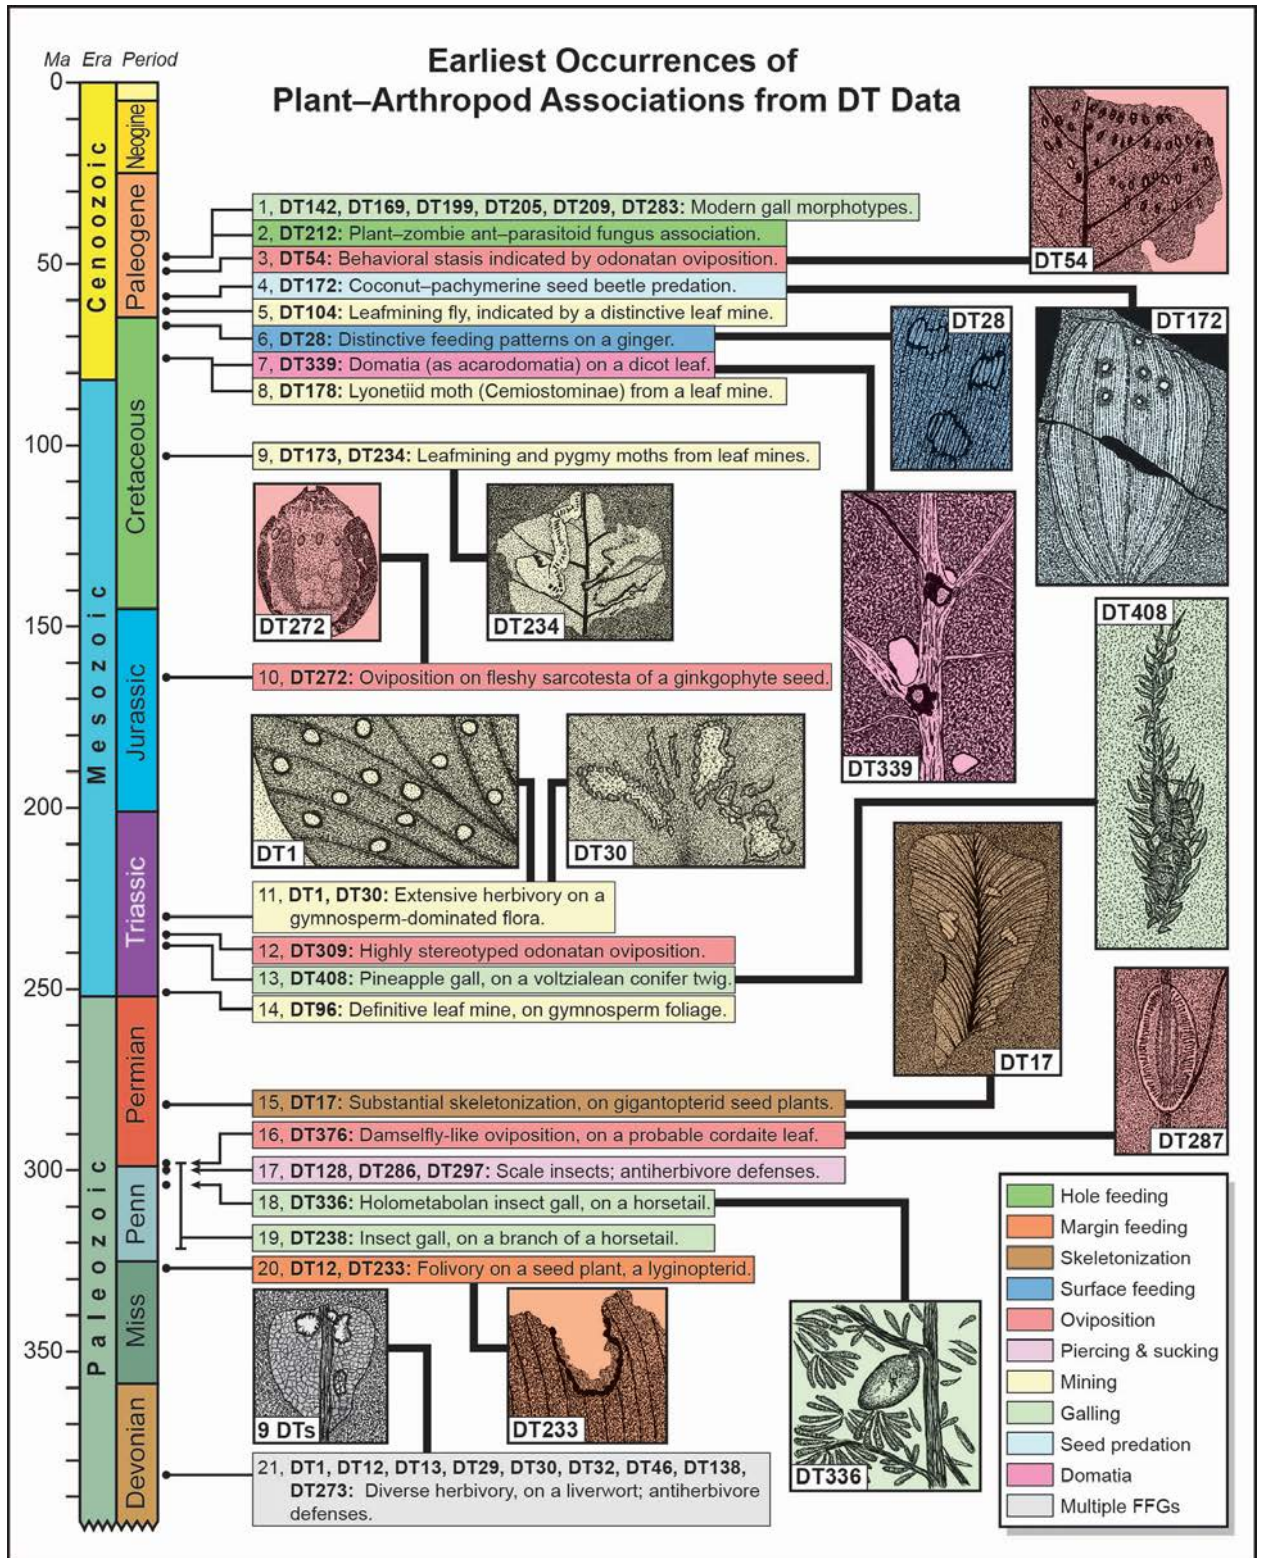 Earliest Occurrences of
Plant–Arthropod Associations from DT Data
Ma Era Period
0
50
100
150
200
250
300
350
Cenoozoic
Mesozoic
Paleozoic
Neogine
Paleogene
Cretaceous
Jurassic
Triassic
Permian
Penn
Miss
Devonian
1, DT142, DT169, DT199, DT205, DT209, DT283: Modern gall morphotypes.
2, DT212: Plant–zombie ant–parasitoid fungus association.
3, DT54: Behavioral stasis indicated by odonatan oviposition.
4, DT172: Coconut–pachymerine seed beetle predation.
5, DT104: Leafmining fly, indicated by a distinctive leaf mine.
6, DT28: Distinctive feeding patterns on a ginger.
7, DT339: Domatia (as acarodomatia) on a dicot leaf.
8, DT178: Lyonetiid moth (Cemiostominae) from a leaf mine.
DT54
DT28
DT172
9, DT173, DT234: Leafmining and pygmy moths from leaf mines.
DT272
DT234
DT408
10, DT272: Oviposition on fleshy sarcotesta of a ginkgophyte seed.
DT339
DT1
DT30
11, DT1, DT30: Extensive herbivory on a
gymnosperm-dominated flora.
12, DT309: Highly stereotyped odonatan oviposition.
13, DT408: Pineapple gall, on a voltzialean conifer twig.
14, DT96: Definitive leaf mine, on gymnosperm foliage.
DT17
15, DT17: Substantial skeletonization, on gigantopterid seed plants.
16, DT376: Damselfly-like oviposition, on a probable cordaite leaf.
DT287
17, DT128, DT286, DT297: Scale insects; antiherbivore defenses.
18, DT336: Holometabolan insect gall, on a horsetail.
19, DT238: Insect gall, on a branch of a horsetail.
20, DT12, DT233: Folivory on a seed plant, a lyginopterid.
9 DTs
DT233
DT336
21, DT1, DT12, DT13, DT29, DT30, DT32, DT46, DT138,
DT273: Diverse herbivory, on a liverwort; antiherbivore
defenses.
Hole feeding
Margin feeding
Skeletonization
Surface feeding
Oviposition
Piercing & sucking
Mining
Galling
Seed predation
Domatia
Multiple FFGs